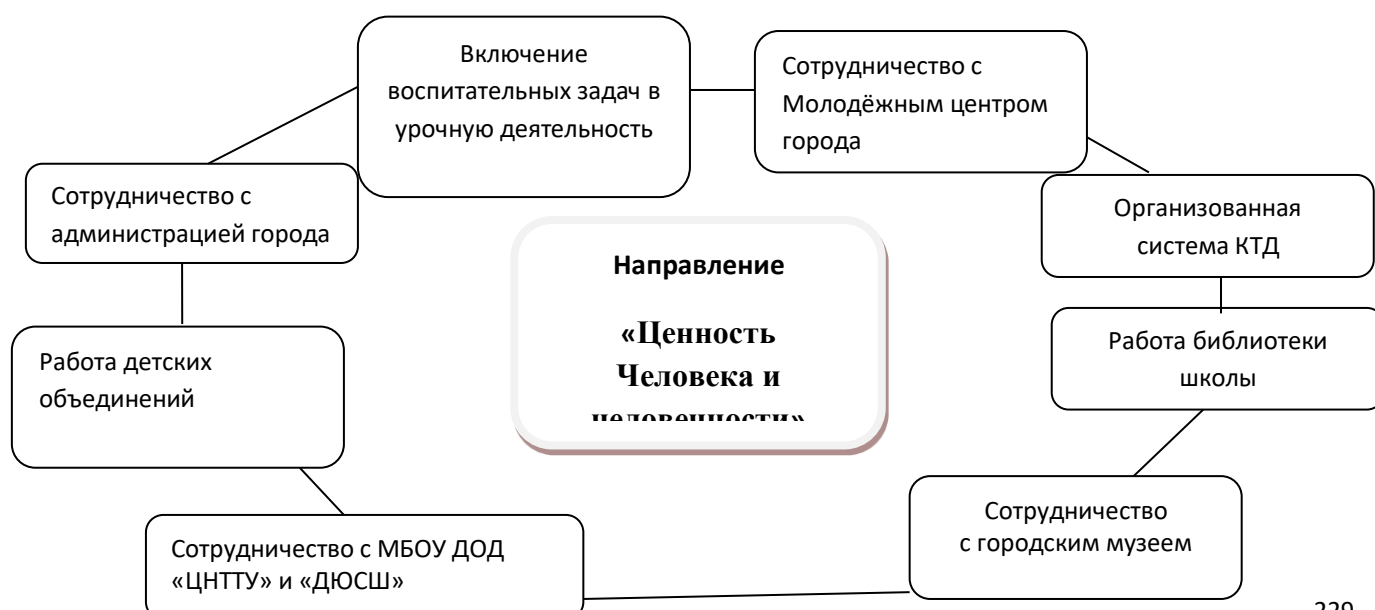 Включение
воспитательных задач в
урочную деятельность
Сотрудничество с
Молодёжным центром
города
Сотрудничество с
администрацией города
Организованная
система КТД
Направление
«Ценность
Человека и
человечности»
Работа детских
объединений
Работа библиотеки
школы
Сотрудничество
с городским музеем
Сотрудничество с МБОУ ДОД
«ЦНТТУ» и «ДЮСШ»